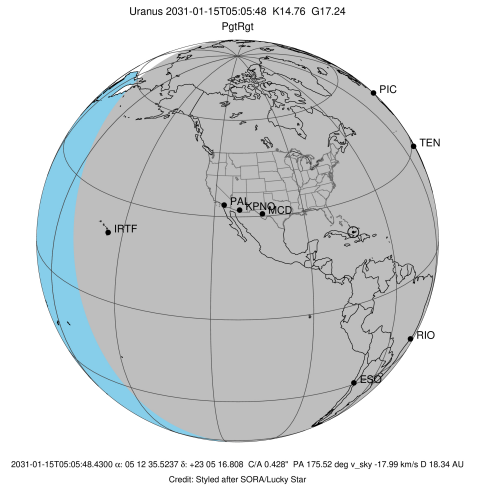 Uranus 2031-01-15T05:05:48 K14.76 G17.24
PgtRgt
PIC
TEN
PAL
KPNO
MCD
IRTF
RIO
ESO
2031-01-15T05:05:48.4300 α: 05 12 35.5237 δ: +23 05 16.808 C/A 0.428" PA 175.52 deg v_sky -17.99 km/s D 18.34 AU
Credit: Styled after SORA/Lucky Star